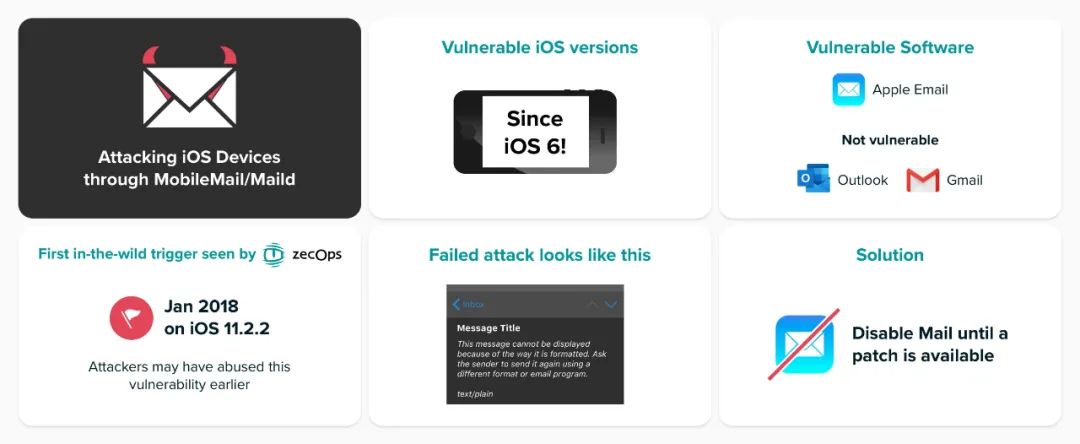 Attacking iOS Devices
through MobileMail/Maild
Vulnerable iOS versions
Since
iOS 6!
Vulnerable Software
Apple Email
Not vulnerable
Outlook
Gmail
First in-the-wild trigger seen by zecOps
Jan 2018
on iOS 11.2.2
Attackers may have abused this
vulnerability earlier
Failed attack looks like this
Inbox
Message Title
This message cannot be displayed
because of the way it is formatted. Ask
the sender to send it again using a
different format or email program.
text/plain
Solution
Disable Mail until a
patch is available